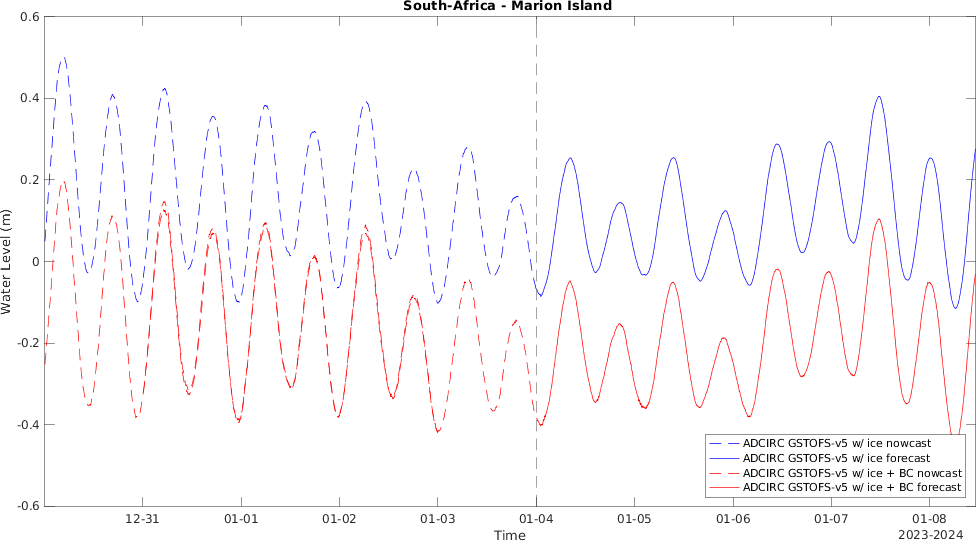 South-Africa - Marion Island
0.6
0.4
0.2
0
-0.2
-0.4
-0.6
Water Level (m)
ADCIRC GSTOFS-v5 w/ ice nowcast
ADCIRC GSTOFS-v5 w/ ice forecast
ADCIRC GSTOFS-v5 w/ ice + BC nowcast
ADCIRC GSTOFS-v5 w/ ice + BC forecast
12-31 01-01 01-02 01-03 01-04 01-05 01-06 01-07 01-08
Time
2023-2024